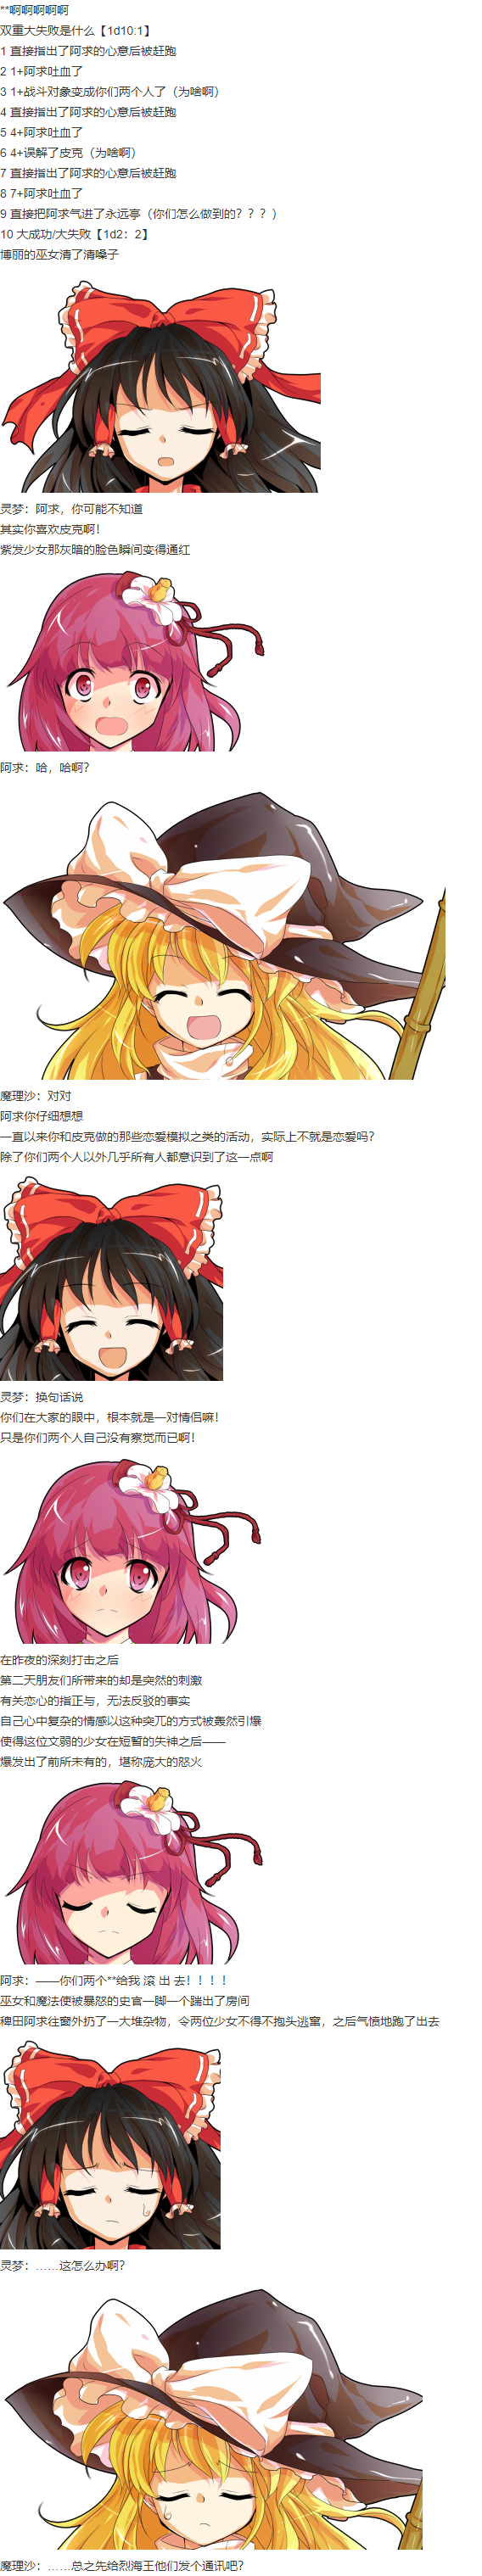 **啊啊啊啊啊
双重大失败是什么【1d10:1】
1 直接指出了阿求的心意后被赶跑
2 1+阿求吐血了
3 1+战斗对象变成你们两个人了（为啥啊）
4 直接指出了阿求的心意后被赶跑
5 4+阿求吐血了
6 4+误解了皮克（为啥啊）
7 直接指出了阿求的心意后被赶跑
8 7+阿求吐血了
9 直接把阿求气进了永远亭（你们怎么做到的？？？）
10 大成功/大失败【1d2：2】
博丽的巫女清了清嗓子
灵梦：阿求，你可能不知道
其实你喜欢皮克啊！
紫发少女那灰暗的脸色瞬间变得通红
阿求：哈，哈啊？
魔理沙：对对
阿求你仔细想想
一直以来你和皮克做的那些恋爱模拟之类的活动，实际上不就是恋爱吗？
除了你们两个人以外几乎所有人都意识到了这一点啊
灵梦：换句话说
你们在大家的眼中，根本就是一对情侣嘛！
只是你们两个人自己没有察觉而已啊！
在昨夜的深刻打击之后
第二天朋友们所带来的却是突然的刺激
有关恋心的指正与，无法反驳的事实
自己心中复杂的情感以这种突兀的方式被轰然引爆
使得这位文弱的少女在短暂的失神之后——
爆发出了前所未有的，堪称庞大的怒火
阿求：——你们两个**给我 滚 出 去！！！！
巫女和魔法使被暴怒的史官一脚一个踹出了房间
稗田阿求往窗外扔了一大堆杂物，令两位少女不得不抱头逃窜，之后气愤地跑了出去
灵梦：……这怎么办啊？
魔理沙：……总之先给烈海王他们发个通讯吧？